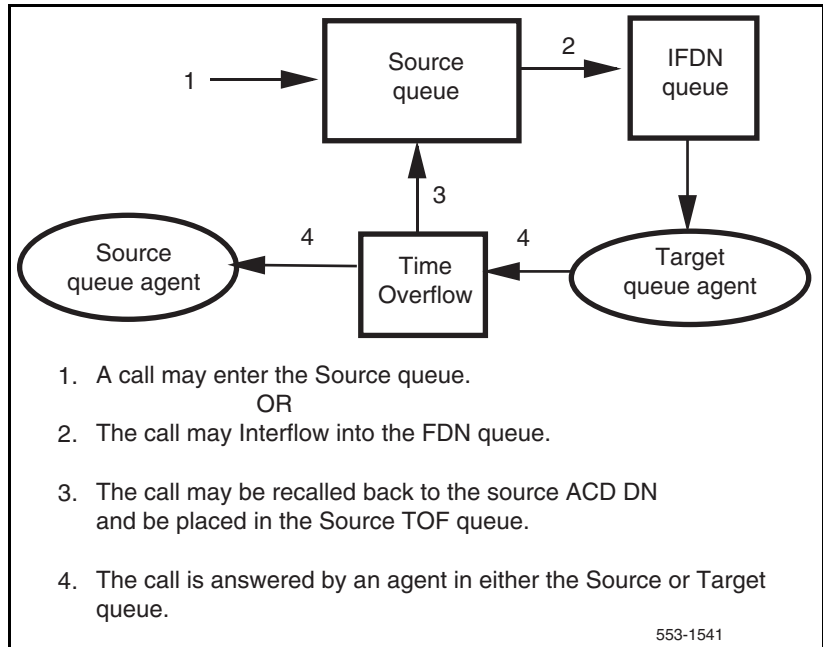 1
Source
queue
2
IFDN
queue
3
Source
queue agent
4
Time
Overflow
4
Target
queue agent
1. A call may enter the Source queue.
OR
2. The call may Interflow into the FDN queue.
3. The call may be recalled back to the source ACD DN
and be placed in the Source TOF queue.
4. The call is answered by an agent in either the Source or Target
queue.
553-1541